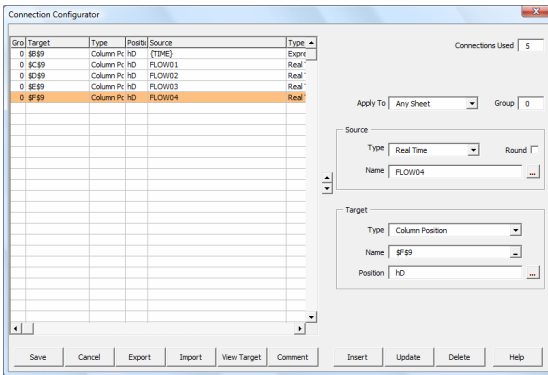 Connection Configurator
Gro Target Type Positic Source Type
0 $B$9 Column Pc hD {TIME} Expre
0 $C$9 Column Pc hD FLOW01 Real
0 $D$9 Column Pc hD FLOW02 Real
0 $E$9 Column Pc hD FLOW03 Real
0 $F$9 Column Pc hD FLOW04 Real
Connections Used 5
Apply To Any Sheet Group 0
Source
Type Real Time Round
Name FLOW04 ...
Target
Type Column Position
Name $F$9
Position hD ...
Save Cancel Export Import View Target Comment Insert Update Delete Help